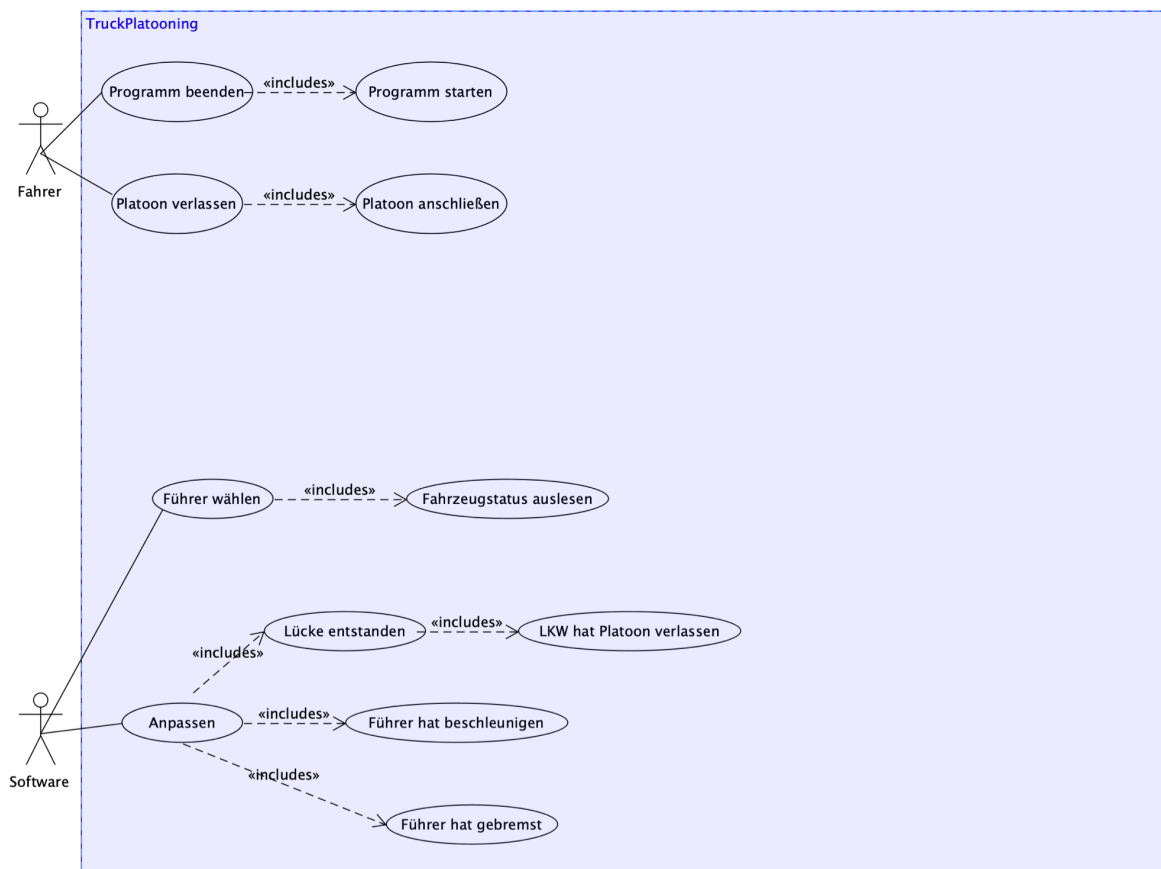 TruckPlatooning
Programm beenden
«includes»
Programm starten
Fahrer
Platoon verlassen
«includes»
Platoon anschließen
Führer wählen
«includes»
Fahrzeugstatus auslesen
Lücke entstanden
«includes»
LKW hat Platoon verlassen
«includes»
Software
Anpassen
«includes»
Führer hat beschleunigen
«includes»
Führer hat gebremst